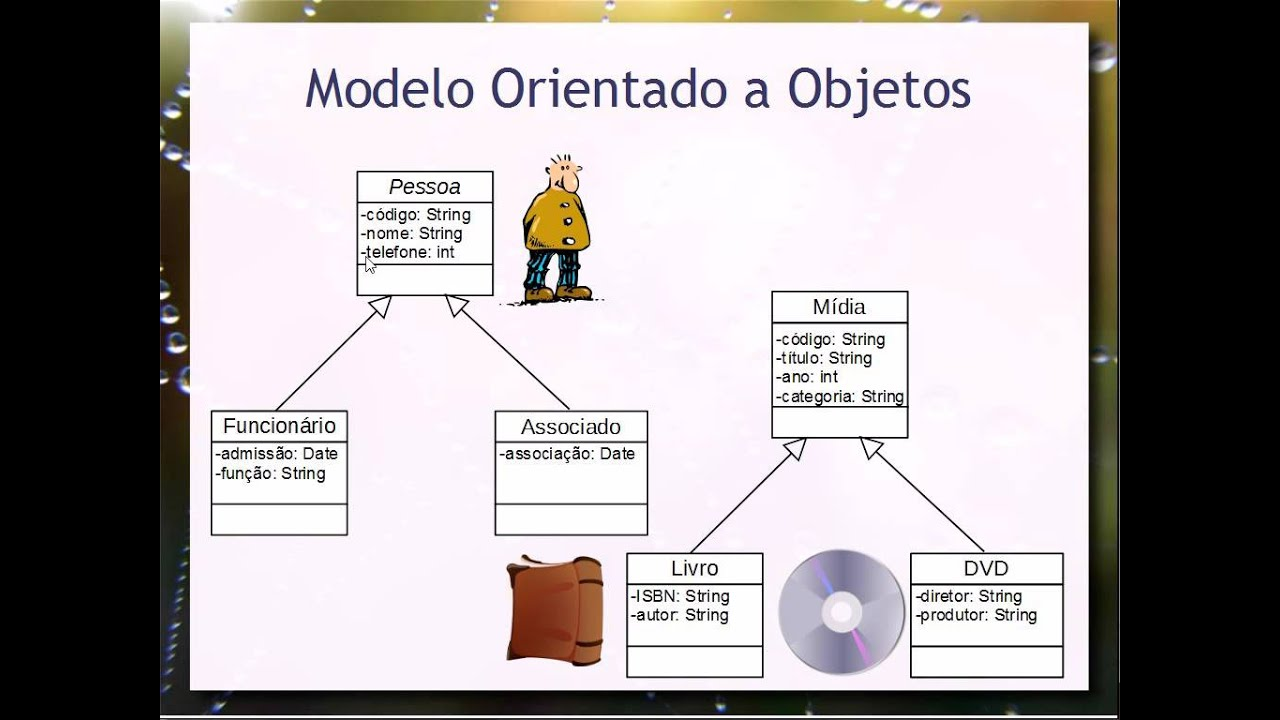 Modelo Orientado a Objetos
Pessoa
-código: String
-nome: String
-telefone: int
Mídia
-código: String
-título: String
-ano: int
-categoria: String
Funcionário
-admissão: Date
-função: String
Associado
-associação: Date
Livro
-ISBN: String
-autor: String
DVD
-diretor: String
-produtor: String